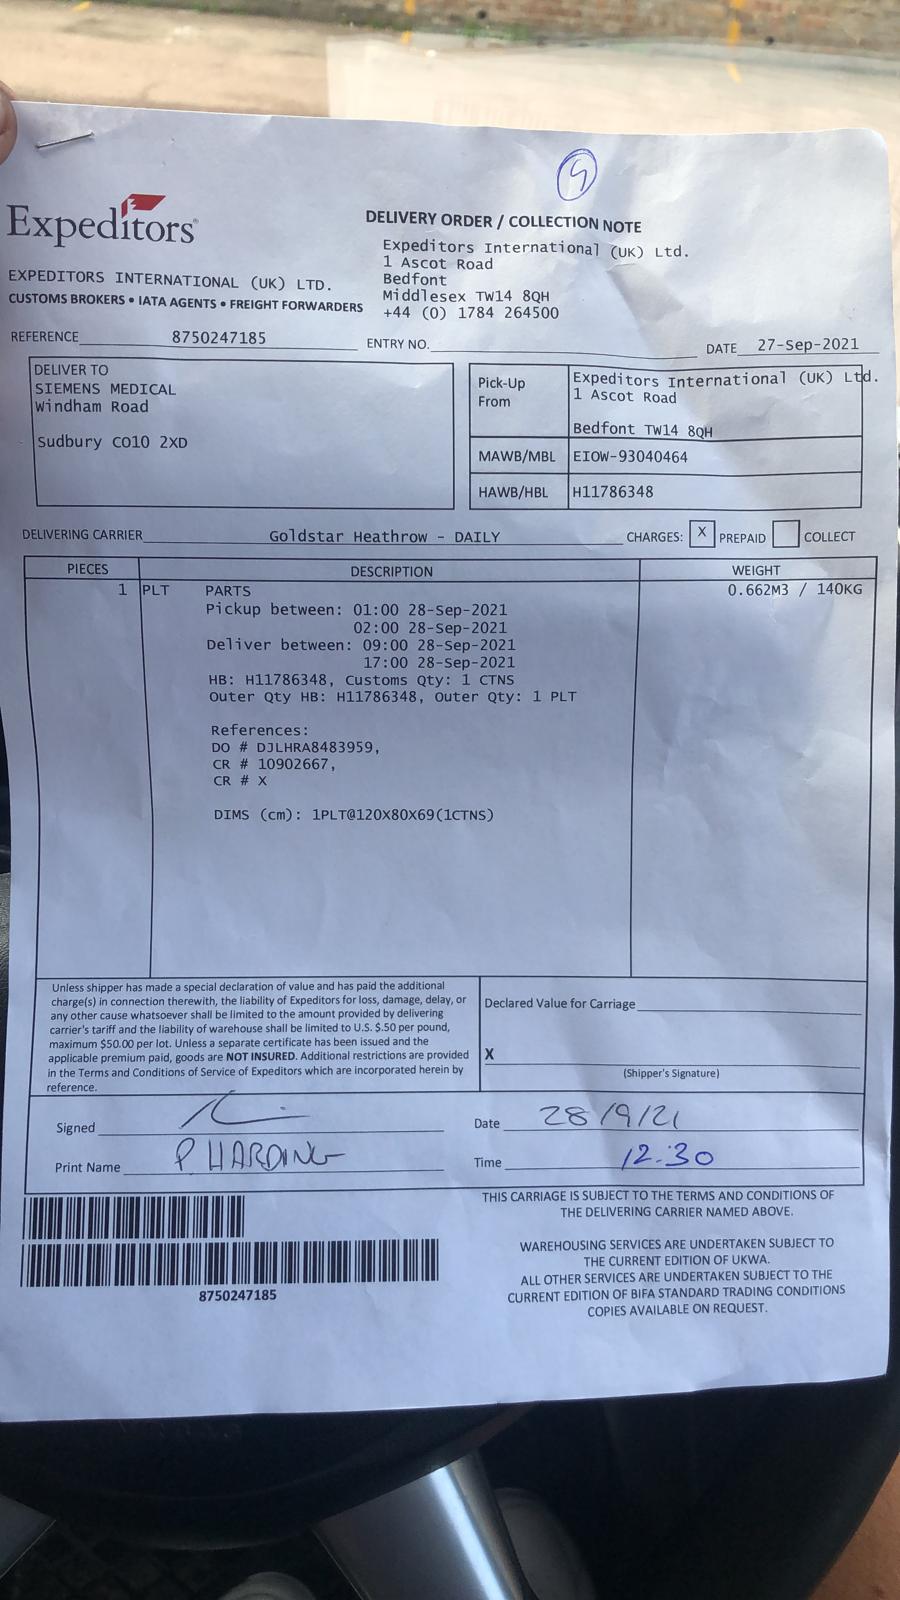 Expeditors®
EXPEDITORS INTERNATIONAL (UK) LTD.
CUSTOMS BROKERS • IATA AGENTS • FREIGHT FORWARDERS
DELIVERY ORDER / COLLECTION NOTE
Expeditors International (UK) Ltd.
1 Ascot Road
Bedfont
Middlesex TW14 8QH
+44 (0) 1784 264500
REFERENCE 8750247185
ENTRY NO.
DATE 27-Sep-2021
DELIVER TO
SIEMENS MEDICAL
Windham Road
Sudbury CO10 2XD
Pick-Up From
Expeditors International (UK) Ltd.
1 Ascot Road
Bedfont TW14 8QH
MAWB/MBL EIOW-93040464
HAWB/HBL H11786348
DELIVERING CARRIER Goldstar Heathrow - DAILY CHARGES: X PREPAID COLLECT
PIECES DESCRIPTION WEIGHT
1 PLT PARTS 0.662M3 / 140KG
Pickup between: 01:00 28-Sep-2021
02:00 28-Sep-2021
Deliver between: 09:00 28-Sep-2021
17:00 28-Sep-2021
HB: H11786348, Customs Qty: 1 CTNS
Outer Qty HB: H11786348, Outer Qty: 1 PLT
References:
DO # DJLHRA8483959,
CR # 10902667,
CR # X
DIMS (cm): 1PLT@120X80X69(1CTNS)
Unless shipper has made a special declaration of value and has paid the additional
charge(s) in connection therewith, the liability of Expeditors for loss, damage, delay, or
any other cause whatsoever shall be limited to the amount provided by delivering
carrier's tariff and the liability of warehouse shall be limited to U.S. $.50 per pound,
maximum $50.00 per lot. Unless a separate certificate has been issued and the
applicable premium paid, goods are NOT INSURED. Additional restrictions are provided
in the Terms and Conditions of Service of Expeditors which are incorporated herein by
reference.
Declared Value for Carriage
X
(Shipper's Signature)
Signed
Date 28/9/21
Print Name P HARDING
Time 12:30
THIS CARRIAGE IS SUBJECT TO THE TERMS AND CONDITIONS OF
THE DELIVERING CARRIER NAMED ABOVE.
WAREHOUSING SERVICES ARE UNDERTAKEN SUBJECT TO
THE CURRENT EDITION OF UKWA.
ALL OTHER SERVICES ARE UNDERTAKEN SUBJECT TO THE
CURRENT EDITION OF BIFA STANDARD TRADING CONDITIONS
COPIES AVAILABLE ON REQUEST.
8750247185